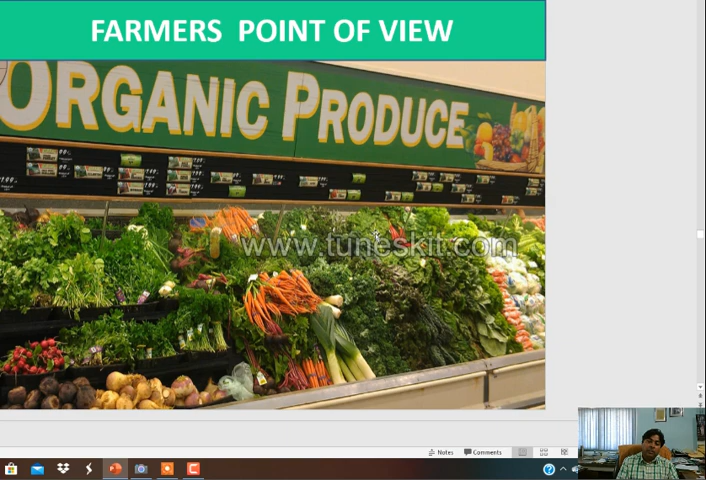 FARMERS POINT OF VIEW
ORGANIC PRODUCE
www.tuneskit.com
Notes
Comments